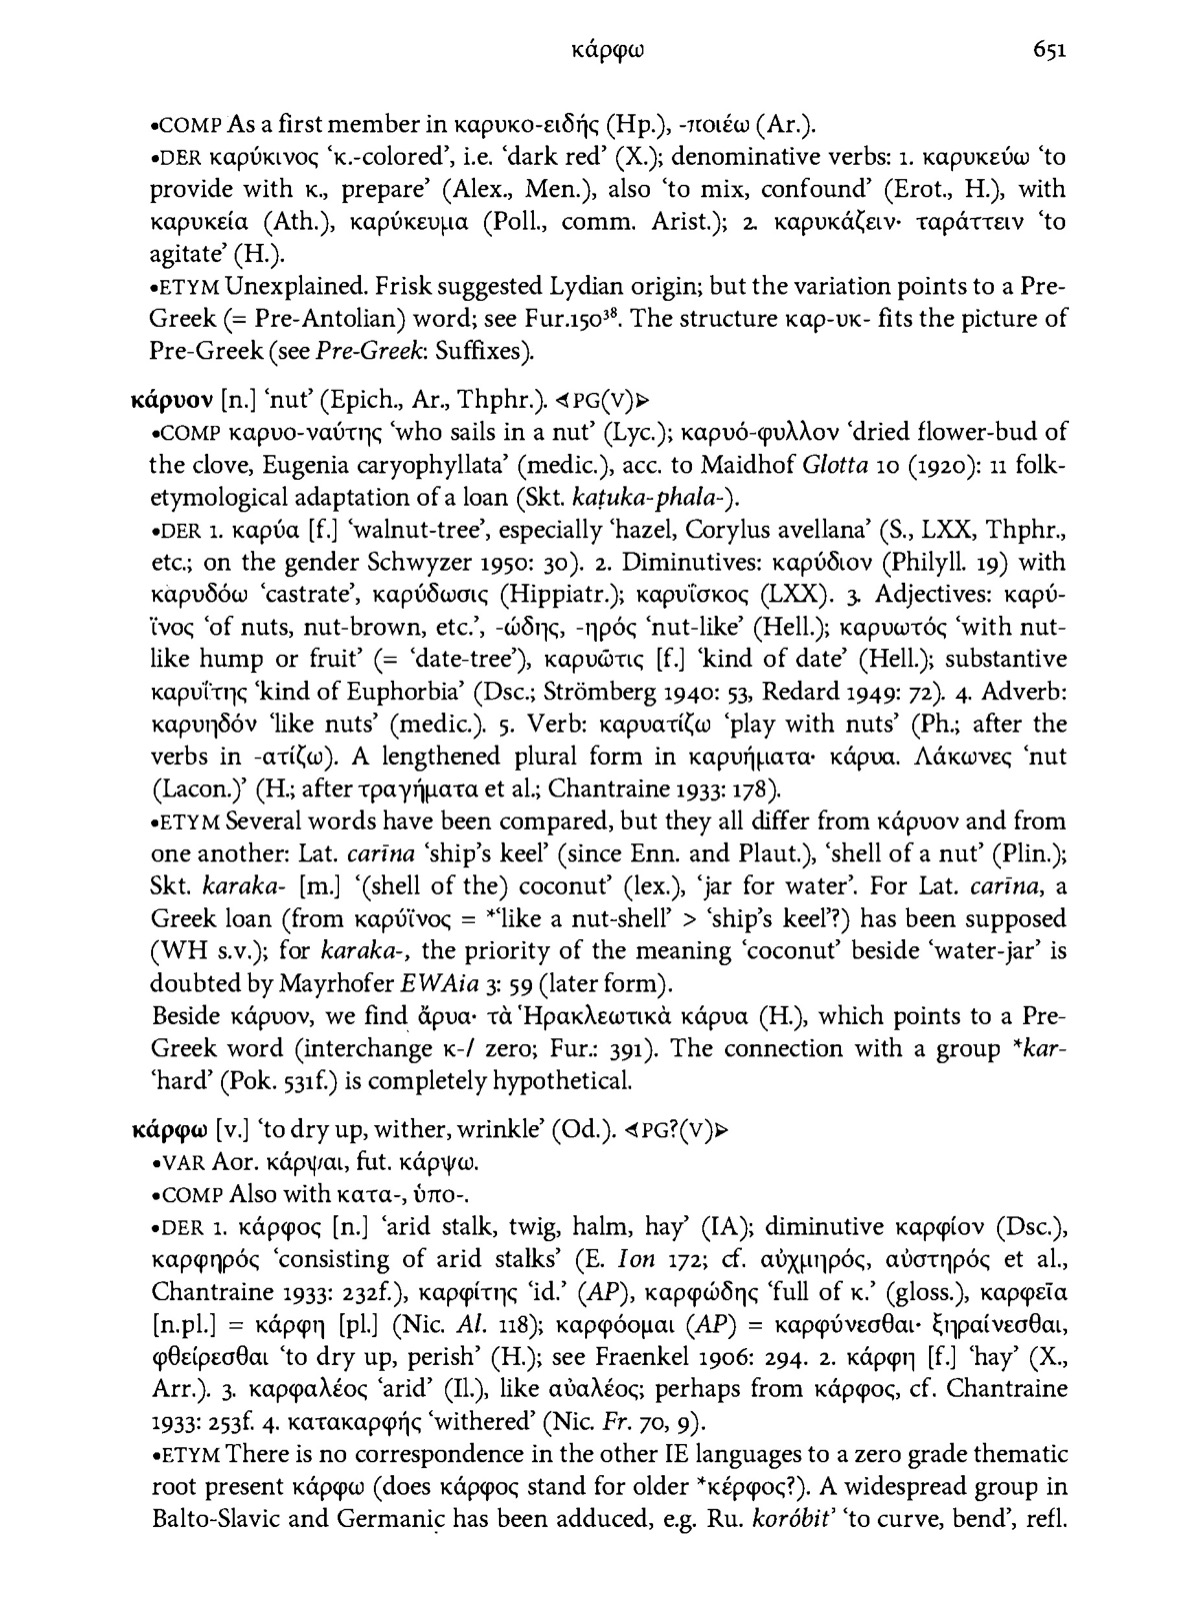 κάρφω 651
•COMP As a first member in καρυκο-ειδής (Hp.), -ποιέω (Ar.).
•DER καρύκινος ‘κ.-colored’, i.e. ‘dark red’ (X.); denominative verbs: 1. καρυκεύω ‘to
provide with κ., prepare’ (Alex., Men.), also ‘to mix, confound’ (Erot., H.), with
καρυκεία (Ath.), καρύκευμα (Poll., comm. Arist.); 2. καρυκάζειν· ταράττειν ‘to
agitate’ (H.).
•ETYM Unexplained. Frisk suggested Lydian origin; but the variation points to a Pre-
Greek (= Pre-Antolian) word; see Fur.150³⁸. The structure καρ-υκ- fits the picture of
Pre-Greek (see Pre-Greek: Suffixes).
κάρυον [n.] ‘nut’ (Epich., Ar., Thphr.). ⊲PG(V)⊳
•COMP καρυο-ναύτης ‘who sails in a nut’ (Lyc.); καρυό-φυλλον ‘dried flower-bud of
the clove, Eugenia caryophyllata’ (medic.), acc. to Maidhof Glotta 10 (1920): 11 folk-
etymological adaptation of a loan (Skt. kaṭuka-phala-).
•DER 1. καρύα [f.] ‘walnut-tree’, especially ‘hazel, Corylus avellana’ (S., LXX, Thphr.,
etc.; on the gender Schwyzer 1950: 30). 2. Diminutives: καρύδιον (Philyll. 19) with
καρυδόω ‘castrate’, καρύδωσις (Hippiatr.); καρυΐσκος (LXX). 3. Adjectives: καρύ-
ϊνος ‘of nuts, nut-brown, etc.’, -ώδης, -ηρός ‘nut-like’ (Hell.); καρυωτός ‘with nut-
like hump or fruit’ (= ‘date-tree’), καρυῶτις [f.] ‘kind of date’ (Hell.); substantive
καρυΐτης ‘kind of Euphorbia’ (Dsc.; Strömberg 1940: 53, Redard 1949: 72). 4. Adverb:
καρυηδόν ‘like nuts’ (medic.). 5. Verb: καρυατίζω ‘play with nuts’ (Ph.; after the
verbs in -ατίζω). A lengthened plural form in καρυήματα· κάρυα. Λάκωνες ‘nut
(Lacon.)’ (H.; after τραγήματα et al.; Chantraine 1933: 178).
•ETYM Several words have been compared, but they all differ from κάρυον and from
one another: Lat. carīna ‘ship’s keel’ (since Enn. and Plaut.), ‘shell of a nut’ (Plin.);
Skt. karaka- [m.] ‘(shell of the) coconut’ (lex.), ‘jar for water’. For Lat. carīna, a
Greek loan (from καρύϊνος = *‘like a nut-shell’ > ‘ship’s keel’?) has been supposed
(WH s.v.); for karaka-, the priority of the meaning ‘coconut’ beside ‘water-jar’ is
doubted by Mayrhofer EWAia 3: 59 (later form).
Beside κάρυον, we find ἄρυα· τὰ Ἡρακλεωτικὰ κάρυα (H.), which points to a Pre-
Greek word (interchange κ-/ zero; Fur.: 391). The connection with a group *kar-
‘hard’ (Pok. 531f.) is completely hypothetical.
κάρφω [v.] ‘to dry up, wither, wrinkle’ (Od.). ⊲PG?(V)⊳
•VAR Aor. κάρψαι, fut. κάρψω.
•COMP Also with κατα-, ὑπο-.
•DER 1. κάρφος [n.] ‘arid stalk, twig, halm, hay’ (IA); diminutive καρφίον (Dsc.),
καρφηρός ‘consisting of arid stalks’ (E. Ion 172; cf. αὐχμηρός, αὐστηρός et al.,
Chantraine 1933: 232f.), καρφίτης ‘id.’ (AP), καρφώδης ‘full of κ.’ (gloss.), καρφεῖα
[n.pl.] = κάρφη [pl.] (Nic. Al. 118); καρφόομαι (AP) = καρφύνεσθαι· ξηραίνεσθαι,
φθείρεσθαι ‘to dry up, perish’ (H.); see Fraenkel 1906: 294. 2. κάρφη [f.] ‘hay’ (X.,
Arr.). 3. καρφαλέος ‘arid’ (Il.), like αὐαλέος; perhaps from κάρφος, cf. Chantraine
1933: 253f. 4. κατακαρφής ‘withered’ (Nic. Fr. 70, 9).
•ETYM There is no correspondence in the other IE languages to a zero grade thematic
root present κάρφω (does κάρφος stand for older *κέρφος?). A widespread group in
Balto-Slavic and Germanic has been adduced, e.g. Ru. koróbit’ ‘to curve, bend’, refl.